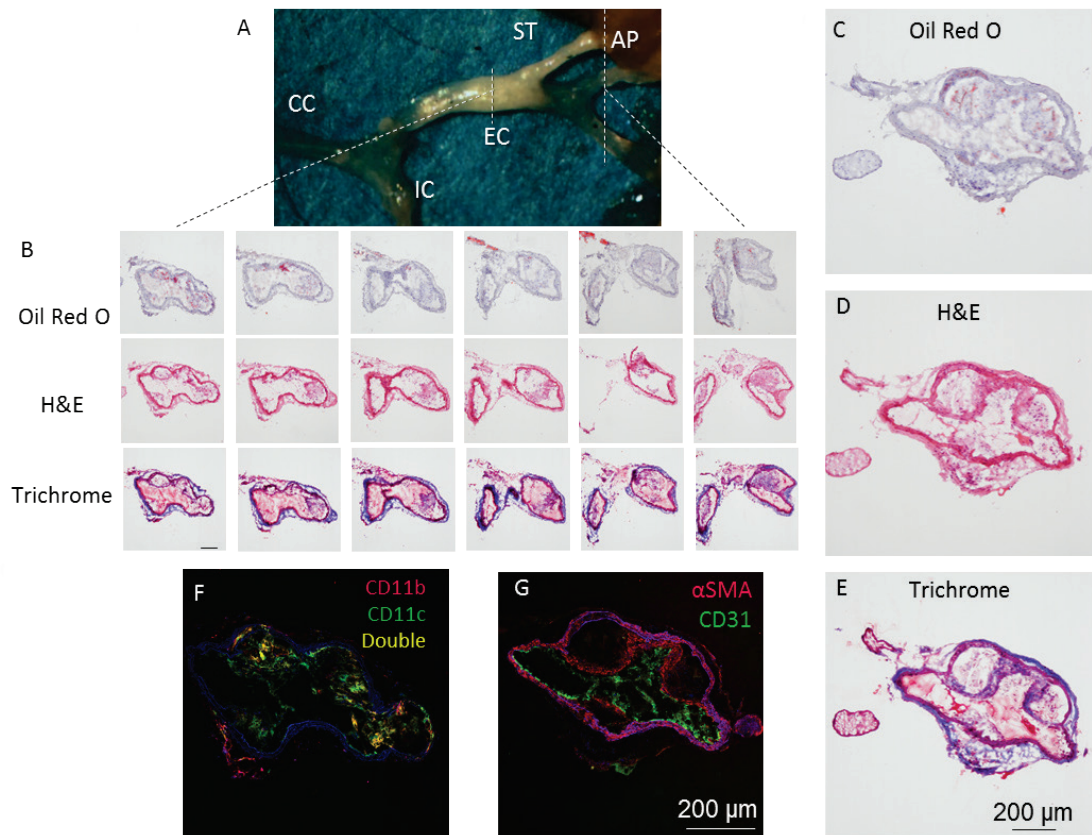 A
ST
AP
CC
EC
IC
B
Oil Red O
H&E
Trichrome
C
Oil Red O
D
H&E
E
Trichrome
200 µm
F
CD11b
CD11c
Double
G
αSMA
CD31
200 µm